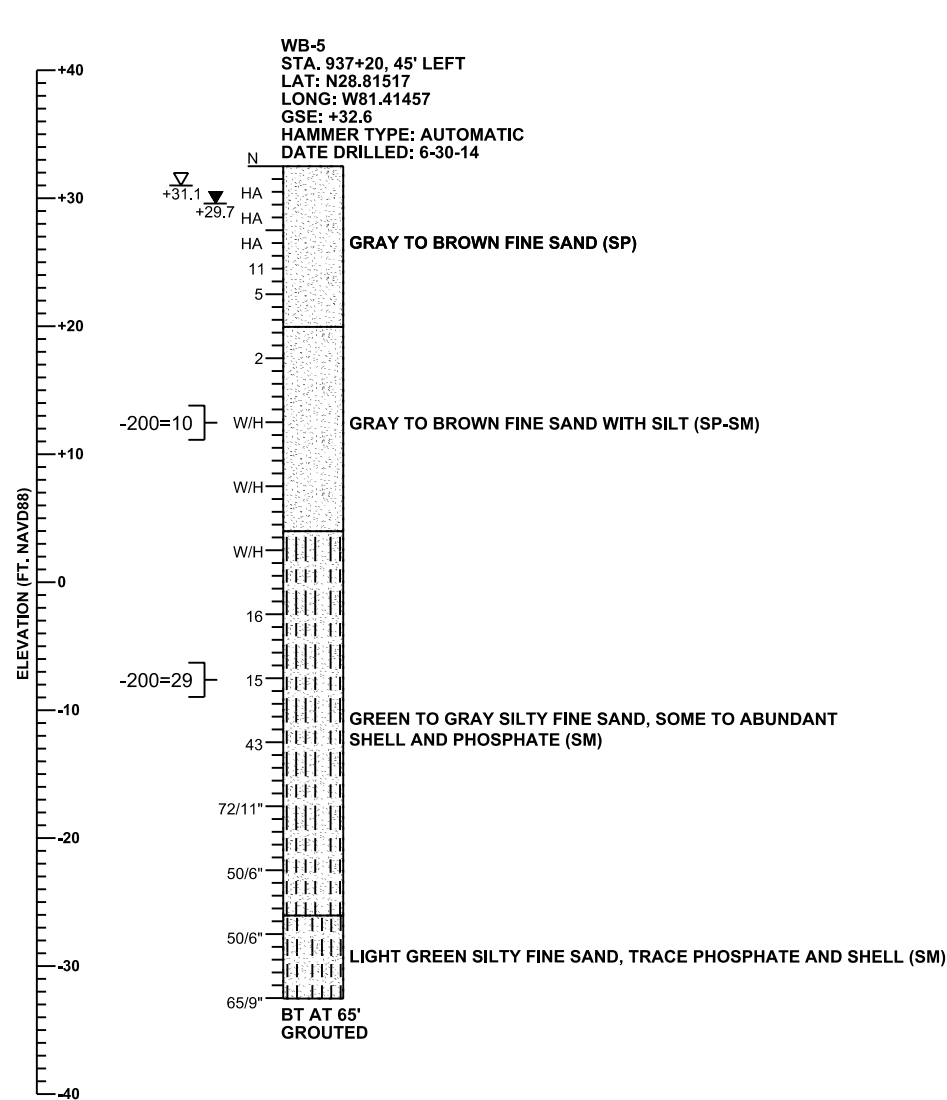 WB-5
STA. 937+20, 45' LEFT
LAT: N28.81517
LONG: W81.41457
GSE: +32.6
HAMMER TYPE: AUTOMATIC
DATE DRILLED: 6-30-14
ELEVATION (FT. NAVD88)
+40
+30
+20
+10
0
-10
-20
-30
-40
+31.1
+29.7
N
HA
HA
HA
11
5
2
W/H
W/H
W/H
16
15
43
72/11"
50/6"
50/6"
65/9"
-200=10
-200=29
GRAY TO BROWN FINE SAND (SP)
GRAY TO BROWN FINE SAND WITH SILT (SP-SM)
GREEN TO GRAY SILTY FINE SAND, SOME TO ABUNDANT
SHELL AND PHOSPHATE (SM)
LIGHT GREEN SILTY FINE SAND, TRACE PHOSPHATE AND SHELL (SM)
BT AT 65'
GROUTED